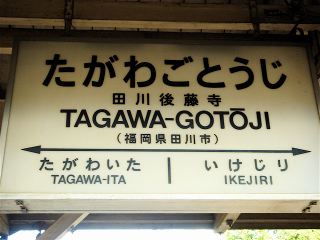 たがわごとうじ
田川後藤寺
TAGAWA-GOTŌJI
(福岡県田川市)
たがわいた いけじり
TAGAWA-ITA IKEJIRI